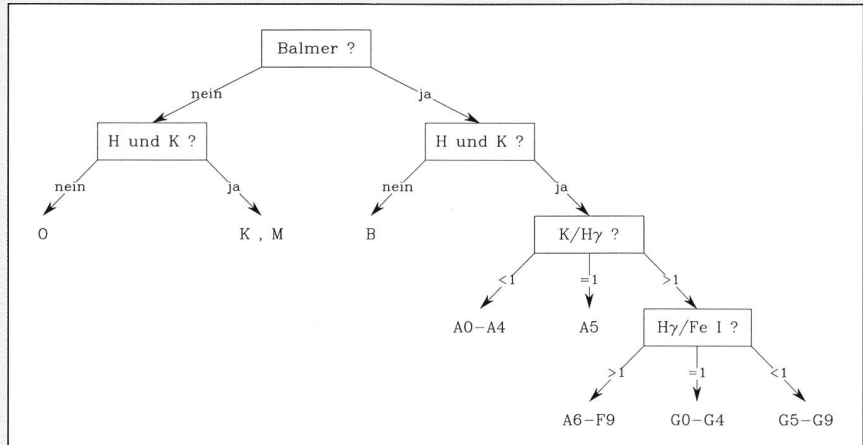 Balmer ?
nein ja
H und K ? H und K ?
nein ja nein ja
O K , M B K/Hγ ?
<1 =1 >1
A0-A4 A5 Hγ/Fe I ?
>1 =1 <1
A6-F9 G0-G4 G5-G9